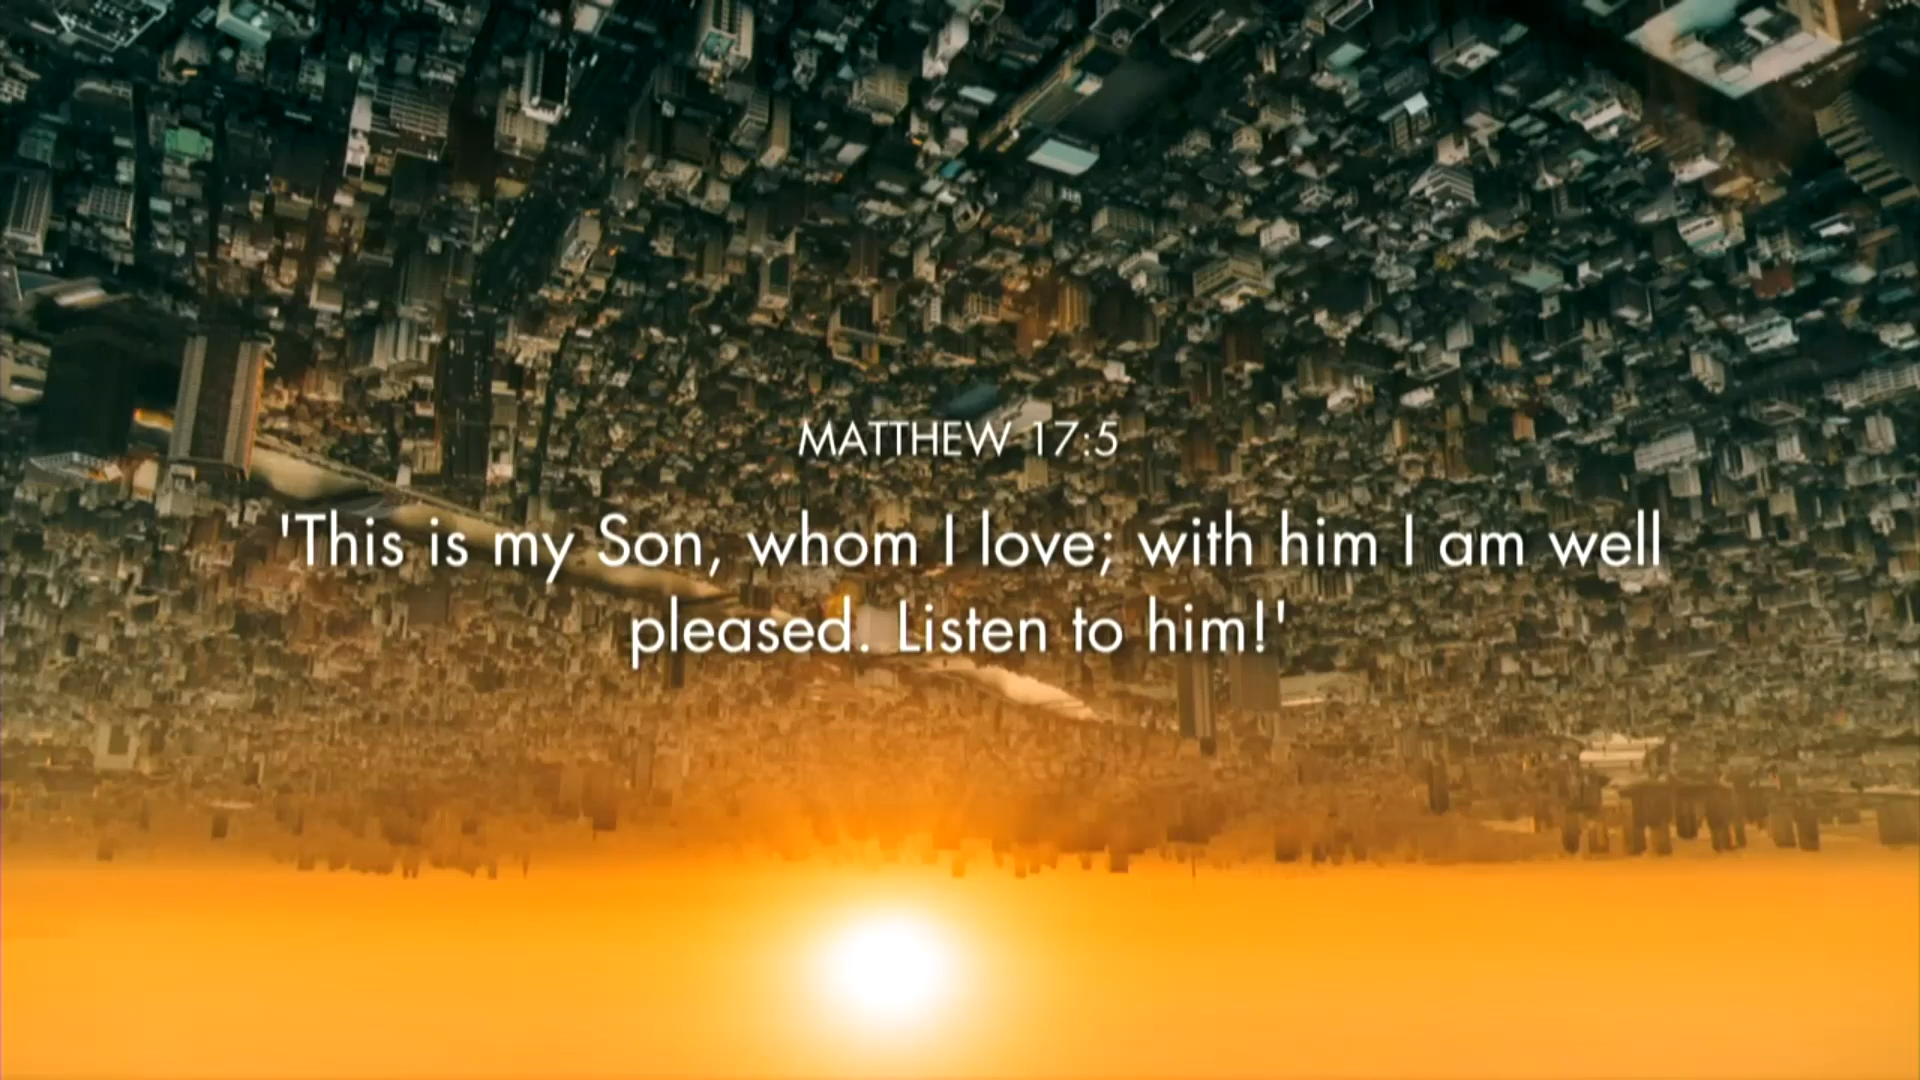 MATTHEW 17:5
'This is my Son, whom I love; with him I am well
pleased. Listen to him!'